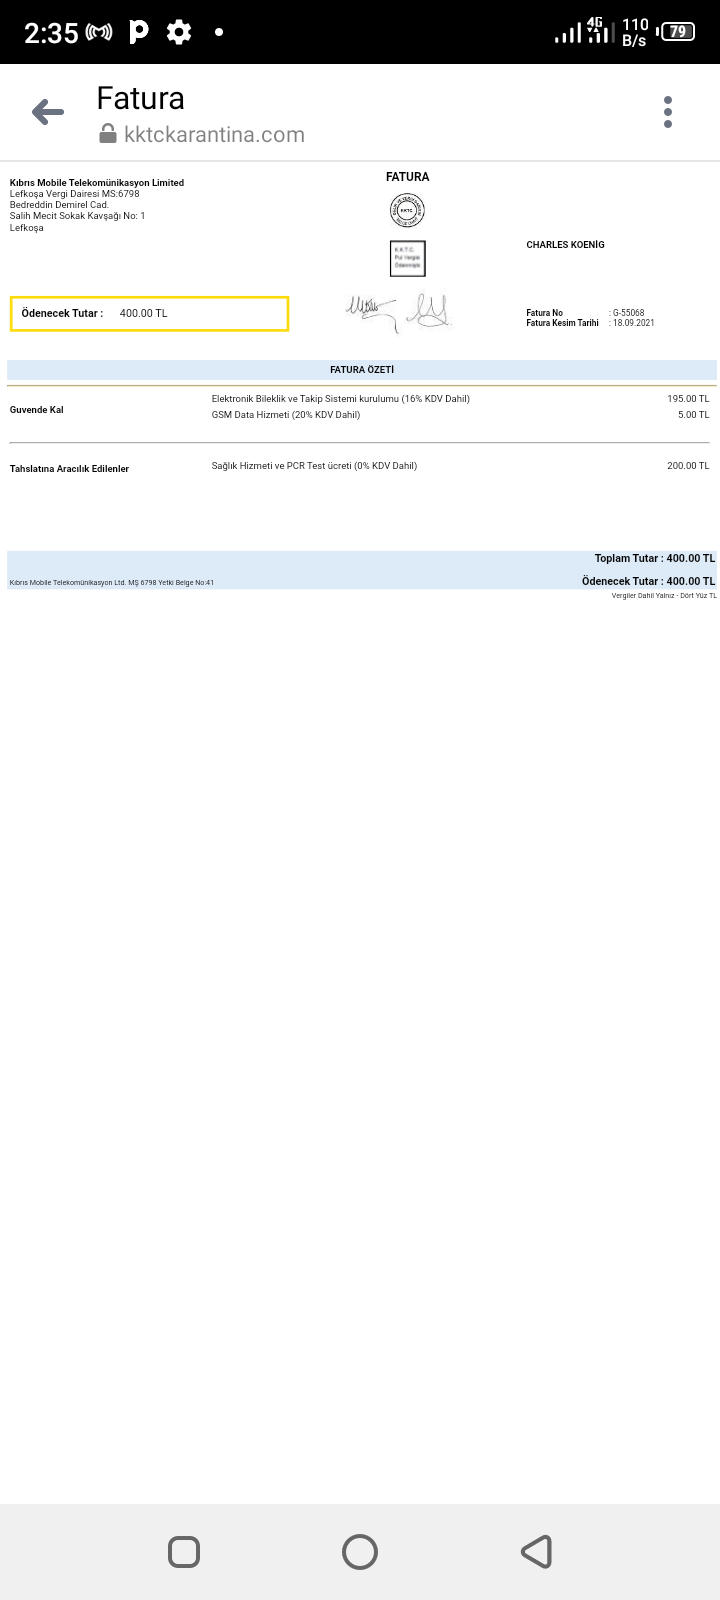 2:35
4G
110
B/s
79
Fatura
kktckarantina.com
FATURA
Kıbrıs Mobile Telekomünikasyon Limited
Lefkoşa Vergi Dairesi MS:6798
Bedreddin Demirel Cad.
Salih Mecit Sokak Kavşağı No: 1
Lefkoşa
KKTC
K.K.T.C.
Pul Vergisi
Ödenmiştir
CHARLES KOENİG
Ödenecek Tutar : 400.00 TL
Fatura No : G-55068
Fatura Kesim Tarihi : 18.09.2021
FATURA ÖZETİ
Guvende Kal
Elektronik Bileklik ve Takip Sistemi kurulumu (16% KDV Dahil) 195.00 TL
GSM Data Hizmeti (20% KDV Dahil) 5.00 TL
Tahslatına Aracılık Edilenler
Sağlık Hizmeti ve PCR Test ücreti (0% KDV Dahil) 200.00 TL
Toplam Tutar : 400.00 TL
Ödenecek Tutar : 400.00 TL
Kıbrıs Mobile Telekomünikasyon Ltd. MŞ 6798 Yetki Belge No:41
Vergiler Dahil Yalnız - Dört Yüz TL